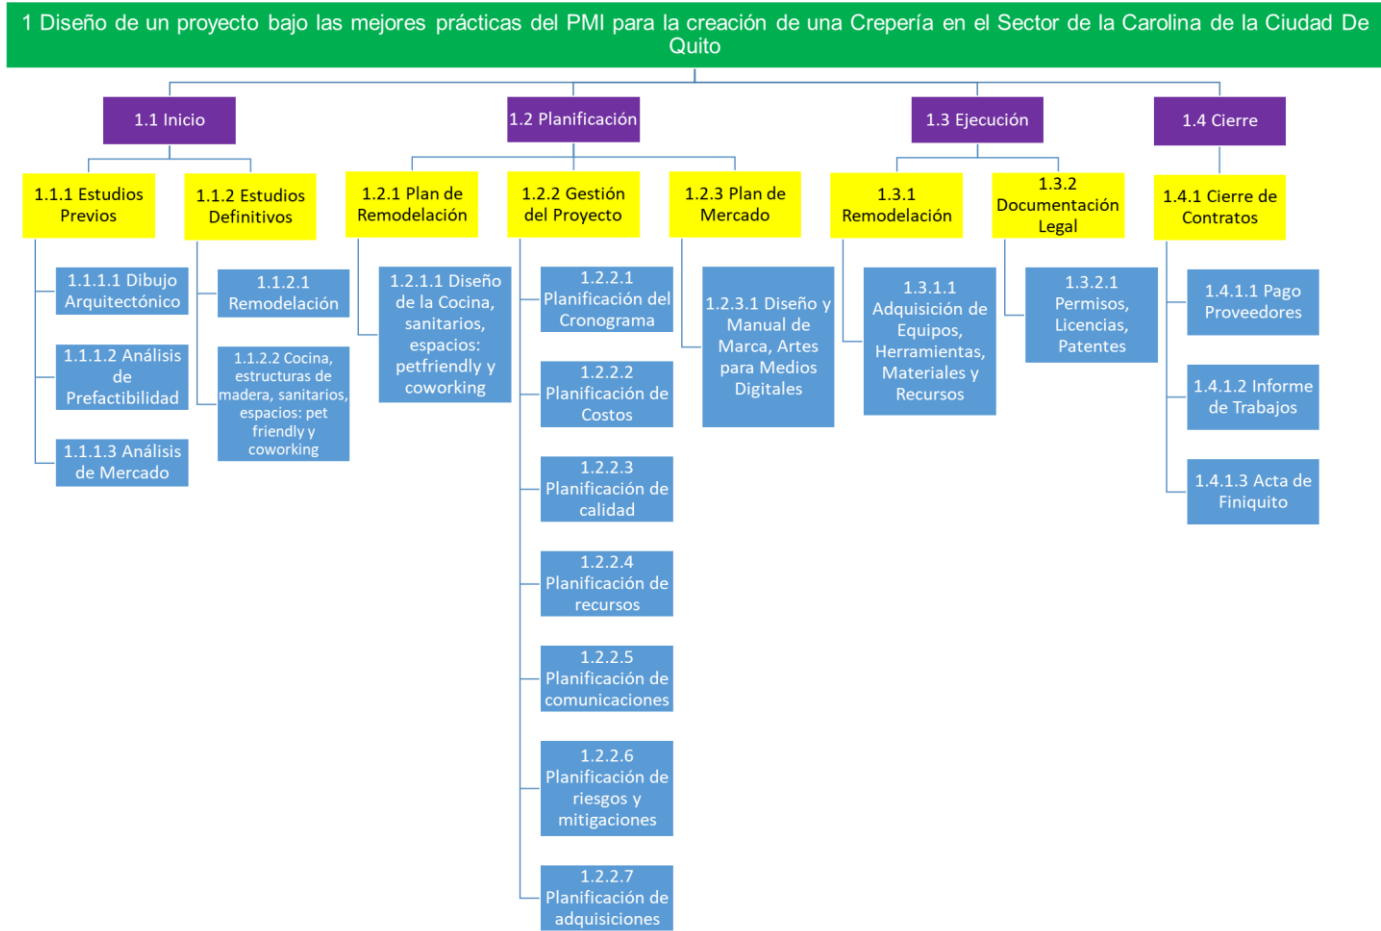 1 Diseño de un proyecto bajo las mejores prácticas del PMI para la creación de una Crepería en el Sector de la Carolina de la Ciudad De
Quito
1.1 Inicio
1.2 Planificación
1.3 Ejecución
1.4 Cierre
1.1.1 Estudios
Previos
1.1.2 Estudios
Definitivos
1.2.1 Plan de
Remodelación
1.2.2 Gestión
del Proyecto
1.2.3 Plan de
Mercado
1.3.1
Remodelación
1.3.2
Documentación
Legal
1.4.1 Cierre de
Contratos
1.1.1.1 Dibujo
Arquitectónico
1.1.1.2 Análisis
de
Prefactibilidad
1.1.1.3 Análisis
de Mercado
1.1.2.1
Remodelación
1.1.2.2 Cocina,
estructuras de
madera, sanitarios,
espacios: pet
friendly y
coworking
1.2.1.1 Diseño
de la Cocina,
sanitarios,
espacios:
petfriendly y
coworking
1.2.2.1
Planificación del
Cronograma
1.2.2.2
Planificación de
Costos
1.2.2.3
Planificación de
calidad
1.2.2.4
Planificación de
recursos
1.2.2.5
Planificación de
comunicaciones
1.2.2.6
Planificación de
riesgos y
mitigaciones
1.2.2.7
Planificación de
adquisiciones
1.2.3.1 Diseño y
Manual de
Marca, Artes
para Medios
Digitales
1.3.1.1
Adquisición de
Equipos,
Herramientas,
Materiales y
Recursos
1.3.2.1
Permisos,
Licencias,
Patentes
1.4.1.1 Pago
Proveedores
1.4.1.2 Informe
de Trabajos
1.4.1.3 Acta de
Finiquito